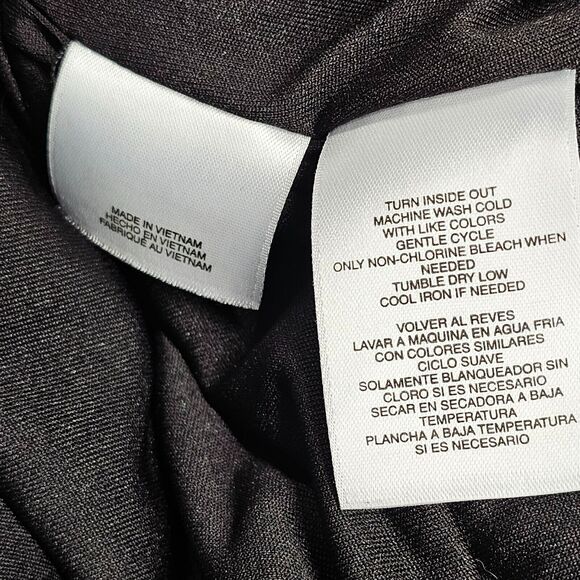 MADE IN VIETNAM
HECHO EN VIETNAM
FABRIQUÉ AU VIETNAM
TURN INSIDE OUT
MACHINE WASH COLD
WITH LIKE COLORS
GENTLE CYCLE
ONLY NON-CHLORINE BLEACH WHEN
NEEDED
TUMBLE DRY LOW
COOL IRON IF NEEDED
VOLVER AL REVES
LAVAR A MAQUINA EN AGUA FRIA
CON COLORES SIMILARES
CICLO SUAVE
SOLAMENTE BLANQUEADOR SIN
CLORO SI ES NECESARIO
SECAR EN SECADORA A BAJA
TEMPERATURA
PLANCHA A BAJA TEMPERATURA
SI ES NECESARIO